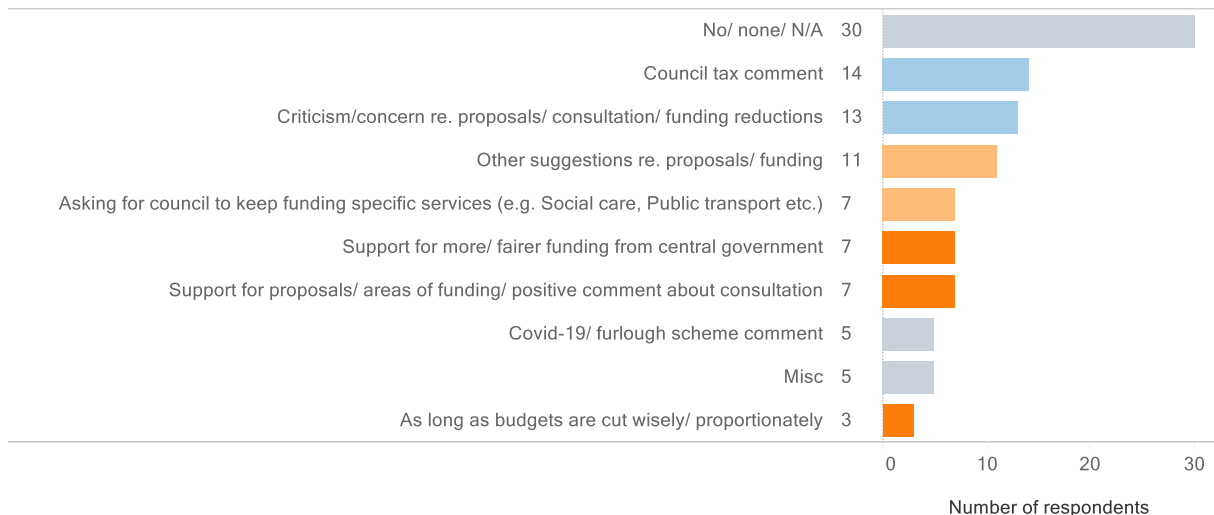 No/ none/ N/A 30
Council tax comment 14
Criticism/concern re. proposals/ consultation/ funding reductions 13
Other suggestions re. proposals/ funding 11
Asking for council to keep funding specific services (e.g. Social care, Public transport etc.) 7
Support for more/ fairer funding from central government 7
Support for proposals/ areas of funding/ positive comment about consultation 7
Covid-19/ furlough scheme comment 5
Misc 5
As long as budgets are cut wisely/ proportionately 3
0 10 20 30
Number of respondents